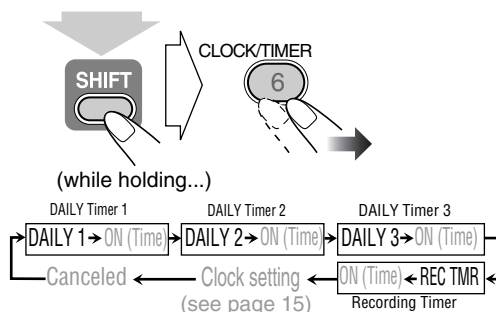 CLOCK/TIMER
SHIFT
6
(while holding...)
DAILY Timer 1 DAILY Timer 2 DAILY Timer 3
DAILY 1 → ON (Time) → DAILY 2 → ON (Time) → DAILY 3 → ON (Time)
Canceled ← Clock setting ← ON (Time) ← REC TMR
(see page 15) Recording Timer